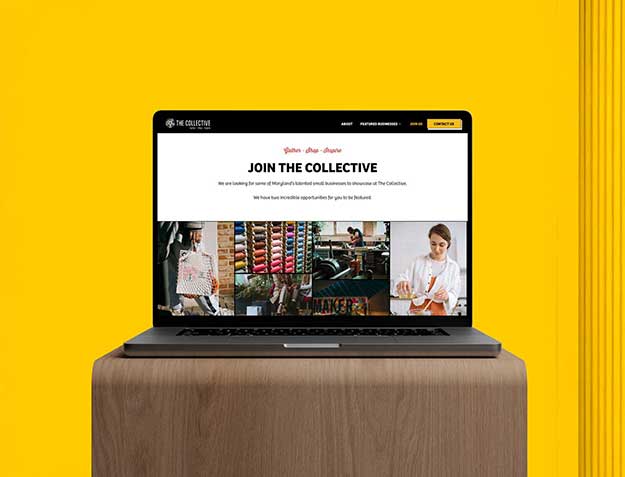 THE COLLECTIVE
ABOUT FEATURED BUSINESSES JOIN US CONTACT US
Gather - Shop - Inspire
JOIN THE COLLECTIVE
We are looking for some of Maryland's talented small businesses to showcase at The Collective.
We have two incredible opportunities for you to be featured.
MAKER